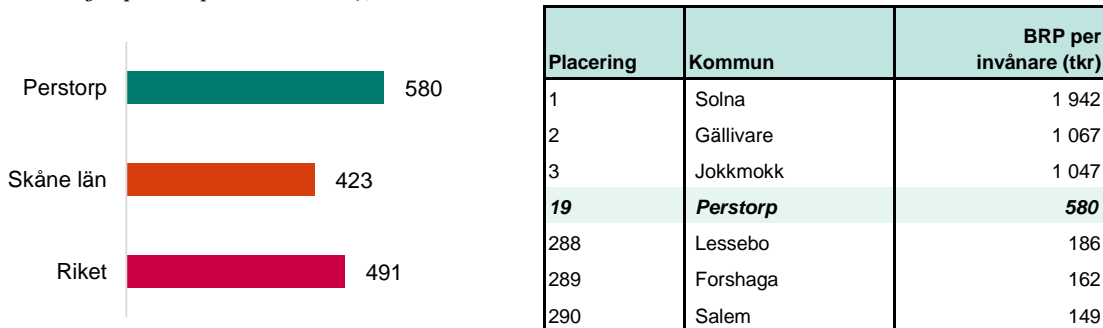 Perstorp 580
Skåne län 423
Riket 491
Placering Kommun BRP per invånare (tkr)
1 Solna 1 942
2 Gällivare 1 067
3 Jokkmokk 1 047
19 Perstorp 580
288 Lessebo 186
289 Forshaga 162
290 Salem 149